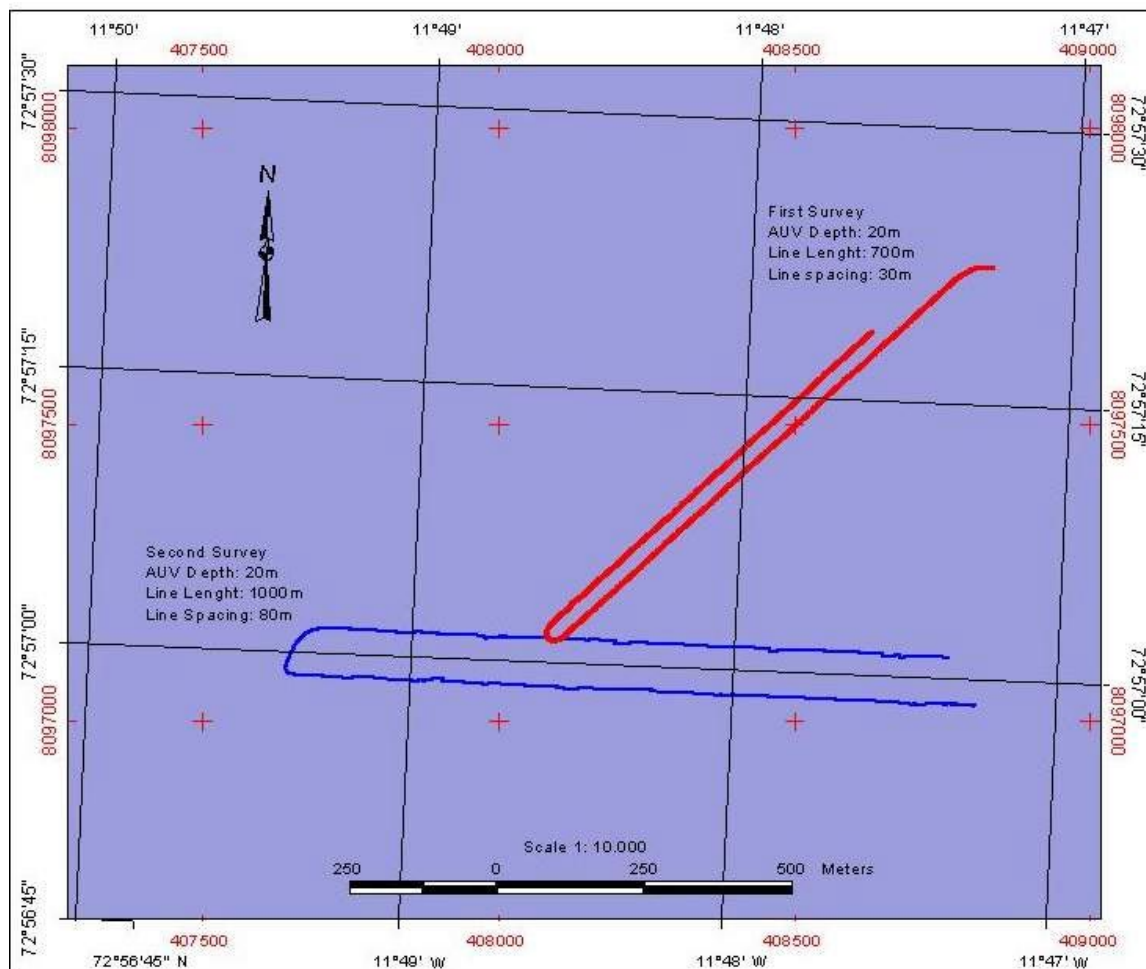 11°50' 11°49' 11°48' 11°47'
407500 408000 408500 409000
72°57'30"
8098000
8098000
72°57'30"
N
First Survey
AUV Depth: 20m
Line Lenght: 700m
Line spacing: 30m
72°57'15"
8097500
8097500
72°57'15"
Second Survey
AUV Depth: 20m
Line Lenght: 1000m
Line Spacing: 80m
72°57'00"
8097000
8097000
72°57'00"
Scale 1: 10.000
250 0 250 500 Meters
72°56'45"
407500 408000 408500 409000
72°56'45" N 11°49' W 11°48' W 11°47' W